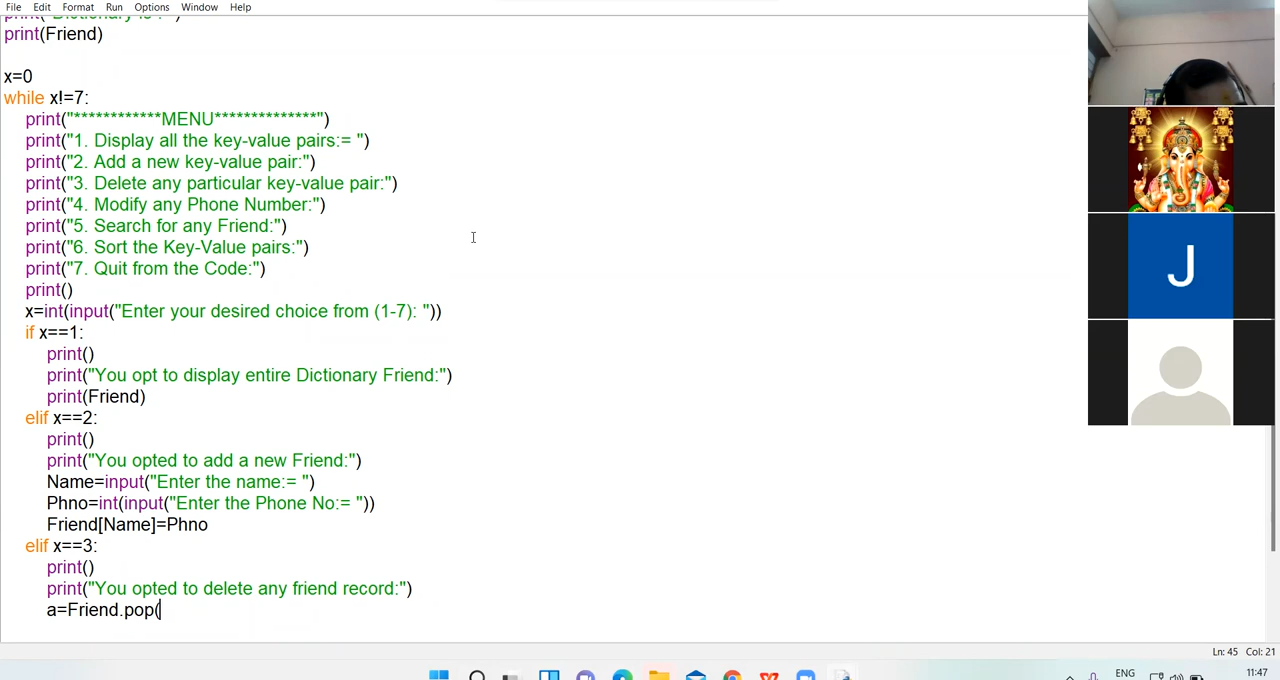 File Edit Format Run Options Window Help
print("Dictionary is :- ")
print(Friend)
x=0
while x!=7:
print("************MENU**************")
print("1. Display all the key-value pairs:= ")
print("2. Add a new key-value pair:")
print("3. Delete any particular key-value pair:")
print("4. Modify any Phone Number:")
print("5. Search for any Friend:")
print("6. Sort the Key-Value pairs:")
print("7. Quit from the Code:")
print()
x=int(input("Enter your desired choice from (1-7): "))
if x==1:
print()
print("You opt to display entire Dictionary Friend:")
print(Friend)
elif x==2:
print()
print("You opted to add a new Friend:")
Name=input("Enter the name:= ")
Phno=int(input("Enter the Phone No:= "))
Friend[Name]=Phno
elif x==3:
print()
print("You opted to delete any friend record:")
a=Friend.pop(
J
Ln: 45 Col: 21
ENG
11:47